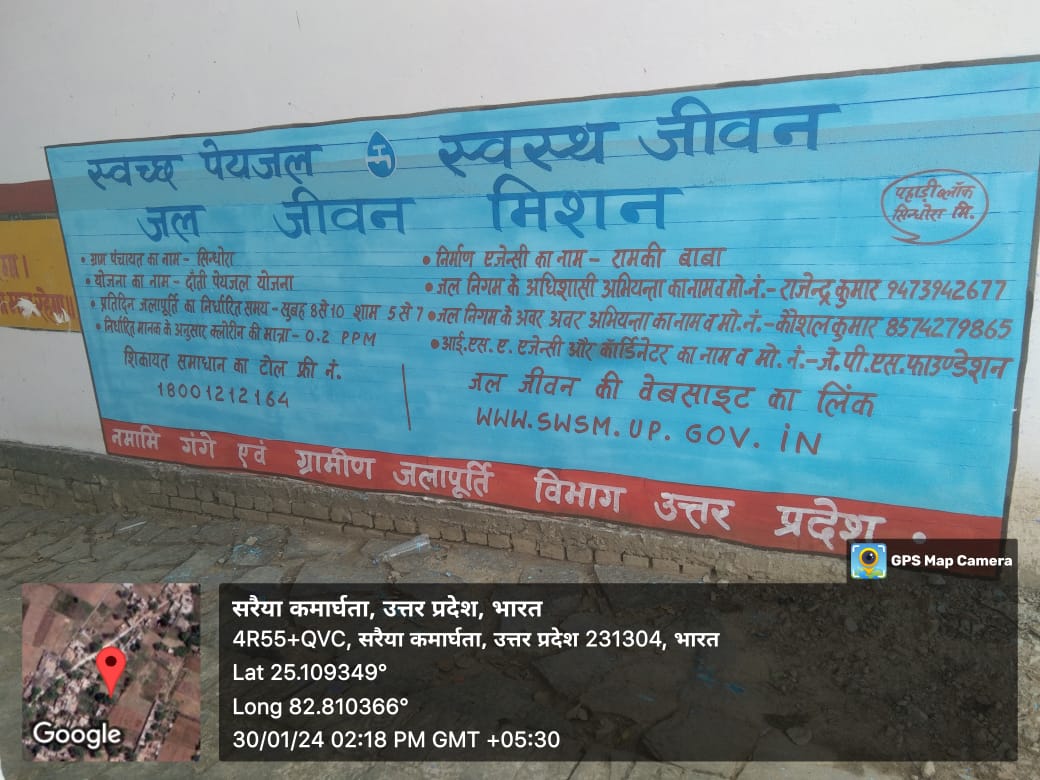 स्वच्छ पेयजल स्वस्थ जीवन
जल जीवन मिशन
पहाड़ी ब्लॉक
सिन्धोरा मि.
• ग्राम पंचायत का नाम - सिन्धोरा
• योजना का नाम - दाँती पेयजल योजना
• प्रतिदिन जलापूर्ति का निर्धारित समय - सुबह 8 से 10 शाम 5 से 7
• निर्धारित मानक के अनुसार क्लोरीन की मात्रा - 0.2 PPM
शिकायत समाधान का टोल फ्री नं.
18001212164
• निर्माण एजेन्सी का नाम - रामकी बाबा
• जल निगम के अधिशासी अभियन्ता का नाम व मो.नं.- राजेन्द्र कुमार 9473942677
• जल निगम के अवर अवर अभियन्ता का नाम व मो.नं.- कौशल कुमार 8574279865
• आई.एस.ए. एजेन्सी और कॉर्डिनेटर का नाम व मो. नं.- जे.पी.एस.फाउण्डेशन
जल जीवन की वेबसाइट का लिंक
WWW.SWSM.UP.GOV.iN
नमामि गंगे एवं ग्रामीण जलापूर्ति विभाग उत्तर प्रदेश .
GPS Map Camera
सरैया कमार्घता, उत्तर प्रदेश, भारत
4R55+QVC, सरैया कमार्घता, उत्तर प्रदेश 231304, भारत
Lat 25.109349°
Long 82.810366°
30/01/24 02:18 PM GMT +05:30
Google